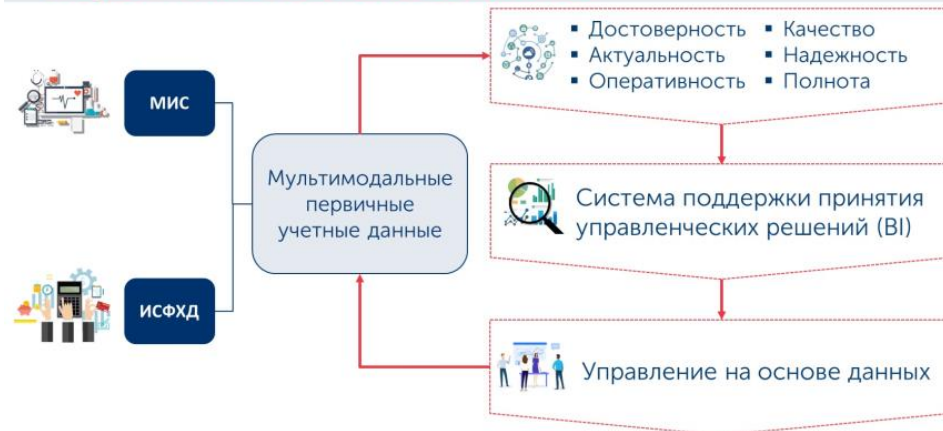 МИС
ИСФХД
Мультимодальные
первичные
учетные данные
▪ Достоверность ▪ Качество
▪ Актуальность ▪ Надежность
▪ Оперативность ▪ Полнота
Система поддержки принятия
управленческих решений (BI)
Управление на основе данных